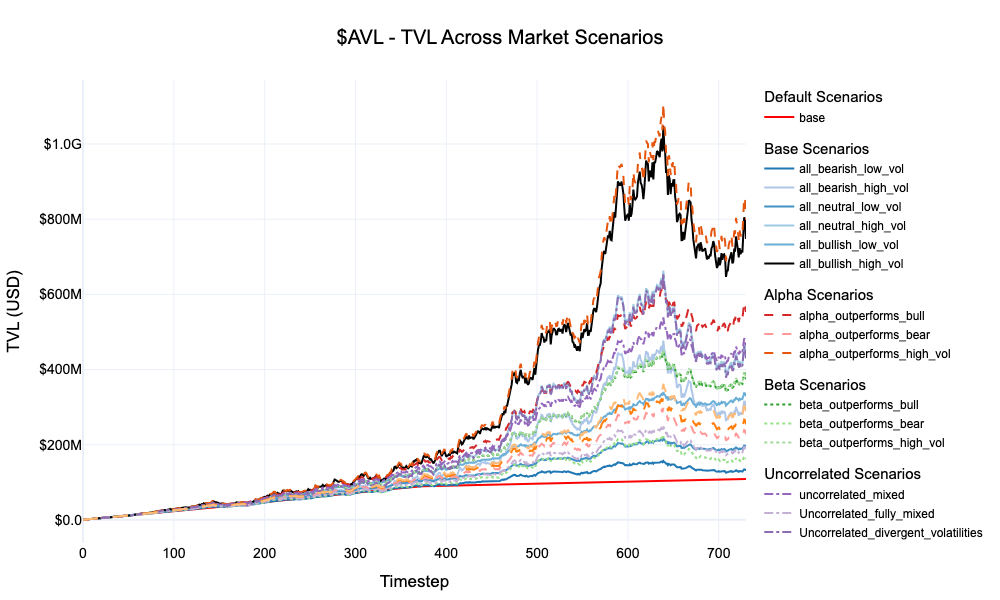 $AVL - TVL Across Market Scenarios
TVL (USD)
$1.0G
$800M
$600M
$400M
$200M
$0.0
0 100 200 300 400 500 600 700
Timestep
Default Scenarios
base
Base Scenarios
all_bearish_low_vol
all_bearish_high_vol
all_neutral_low_vol
all_neutral_high_vol
all_bullish_low_vol
all_bullish_high_vol
Alpha Scenarios
alpha_outperforms_bull
alpha_outperforms_bear
alpha_outperforms_high_vol
Beta Scenarios
beta_outperforms_bull
beta_outperforms_bear
beta_outperforms_high_vol
Uncorrelated Scenarios
uncorrelated_mixed
Uncorrelated_fully_mixed
Uncorrelated_divergent_volatilities